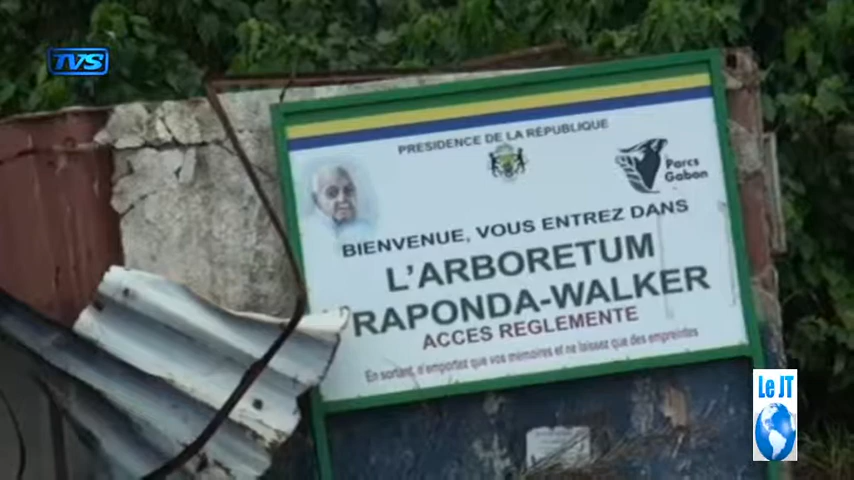 TVS
PRESIDENCE DE LA RÉPUBLIQUE
Parcs
Gabon
BIENVENUE, VOUS ENTREZ DANS
L'ARBORETUM
RAPONDA-WALKER
ACCES REGLEMENTE
En sortant, n'emportez que vos mémoires et ne laissez que des empreintes
Le JT